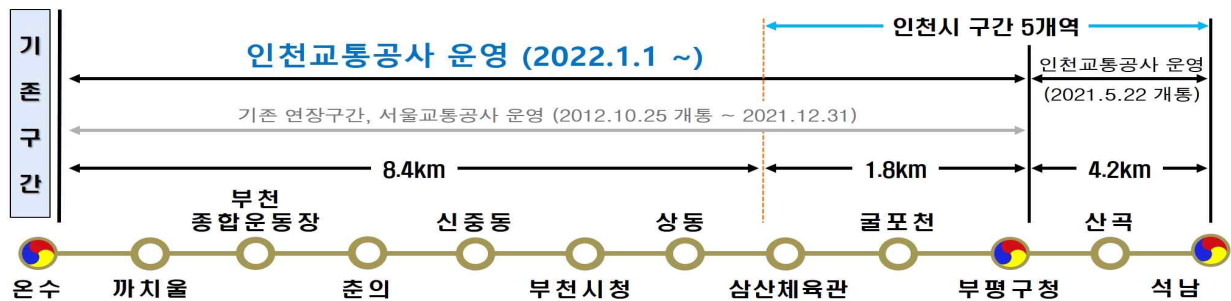 기
존
구
간
인천시 구간 5개역
인천교통공사 운영 (2022.1.1 ~)
인천교통공사 운영
(2021.5.22 개통)
기존 연장구간, 서울교통공사 운영 (2012.10.25 개통 ~ 2021.12.31)
8.4km
1.8km
4.2km
부천
종합운동장
신중동
상동
굴포천
산곡
온수
까치울
춘의
부천시청
삼산체육관
부평구청
석남